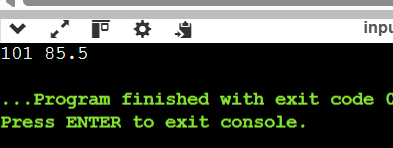 inpu
101 85.5
...Program finished with exit code 0
Press ENTER to exit console.